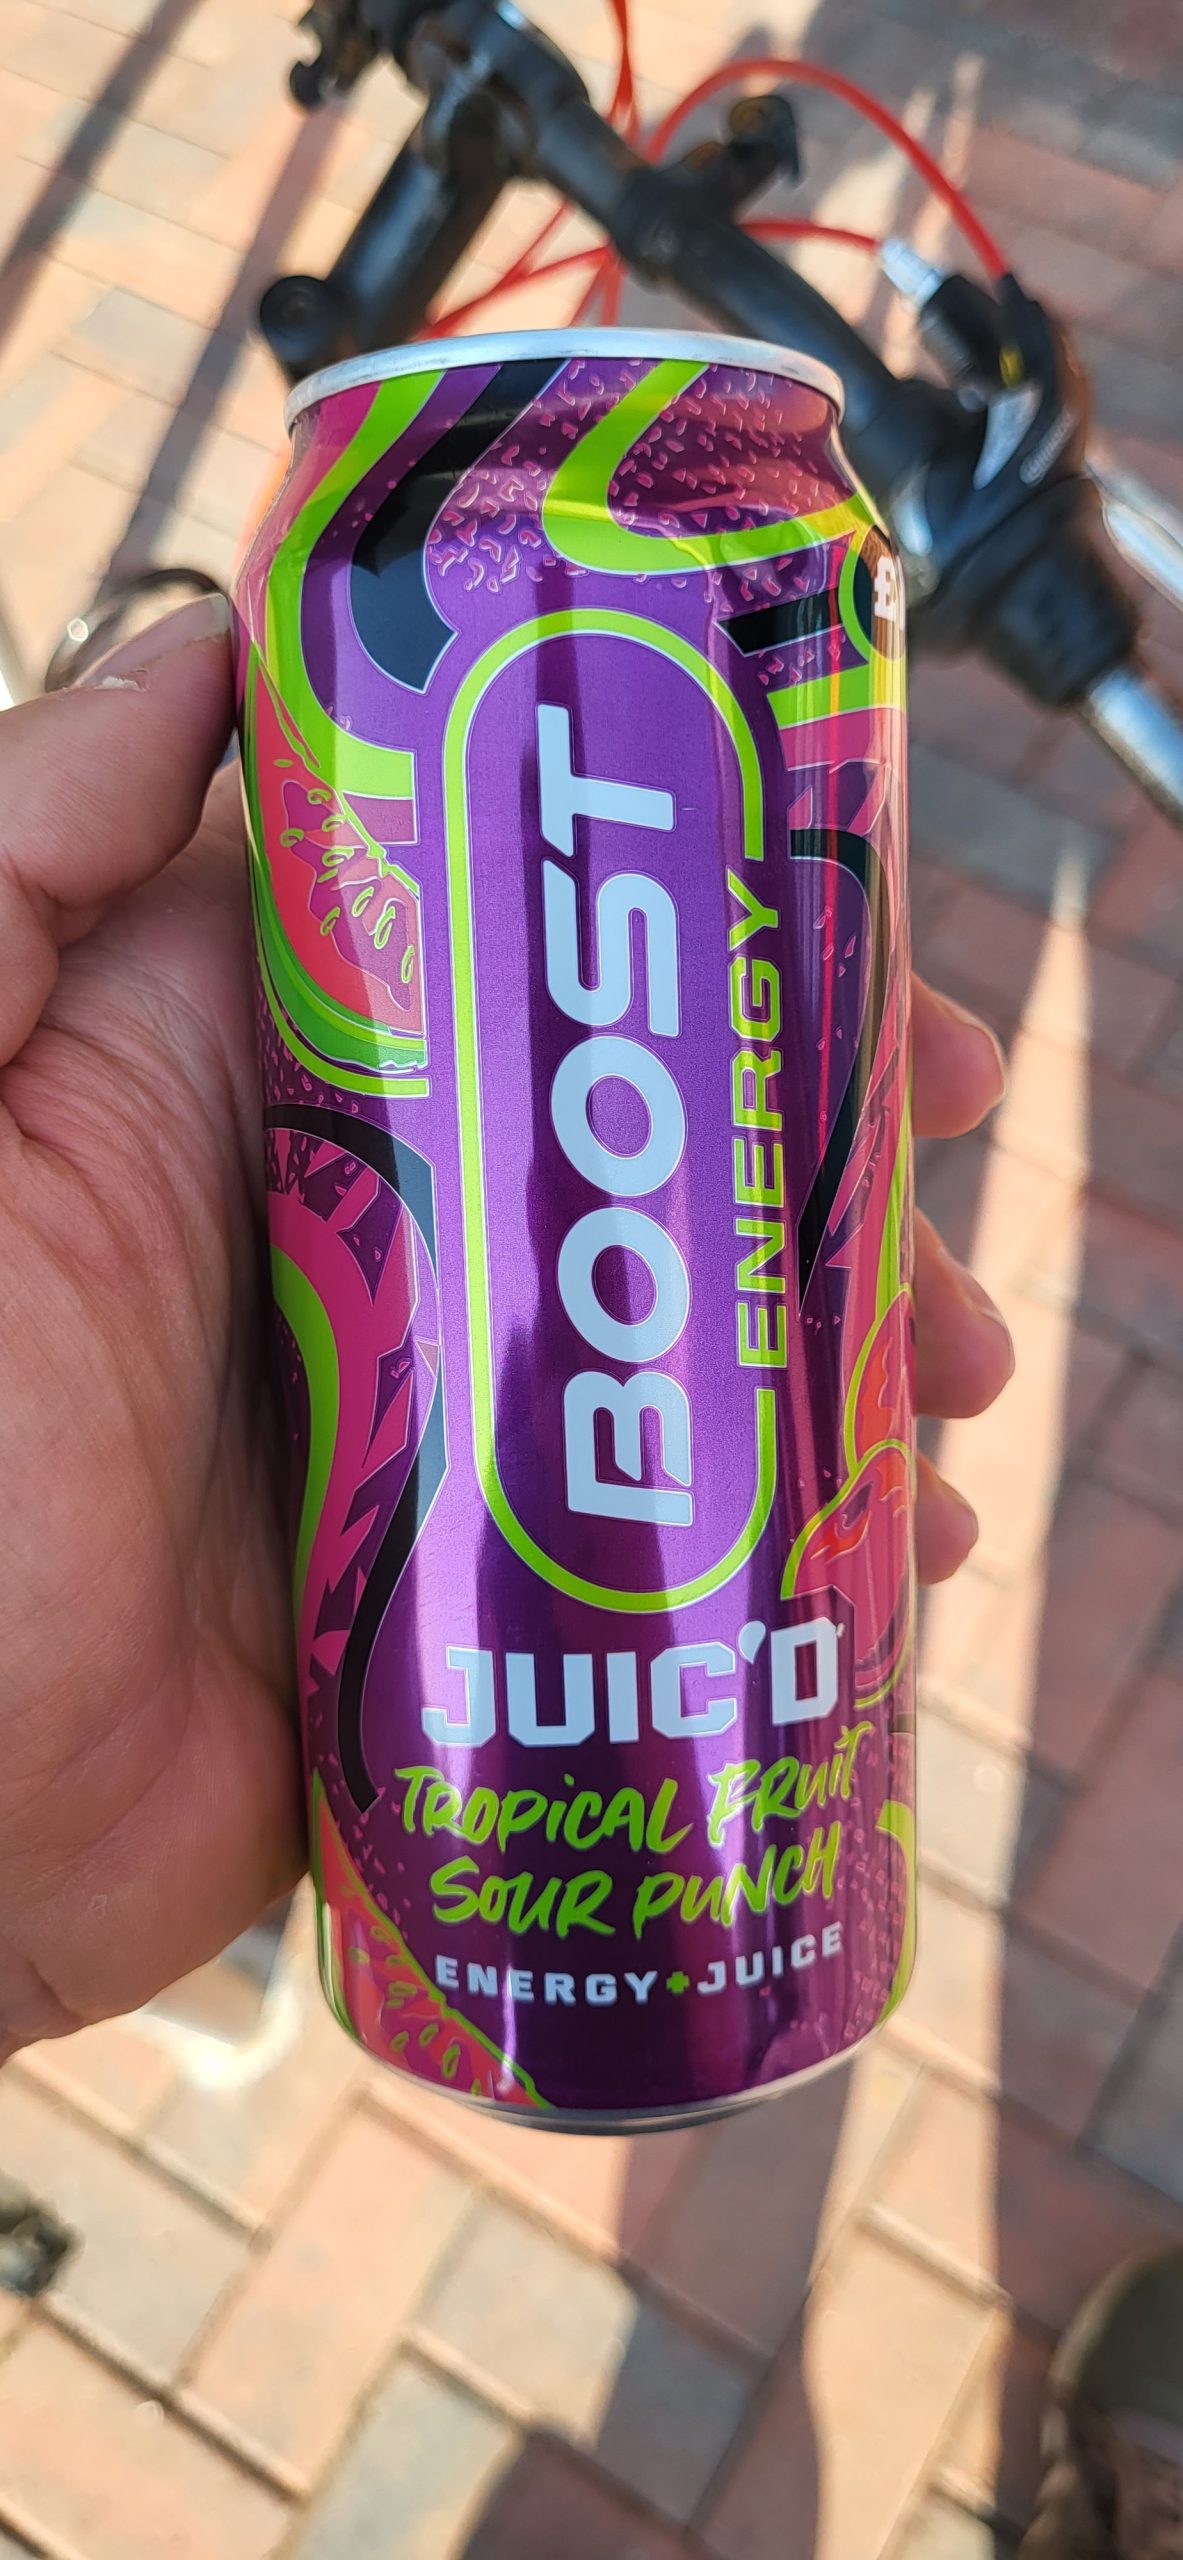 BOOST
ENERGY
JUIC'D
TROPICAL FRUIT
SOUR PUNCH
ENERGY+JUICE